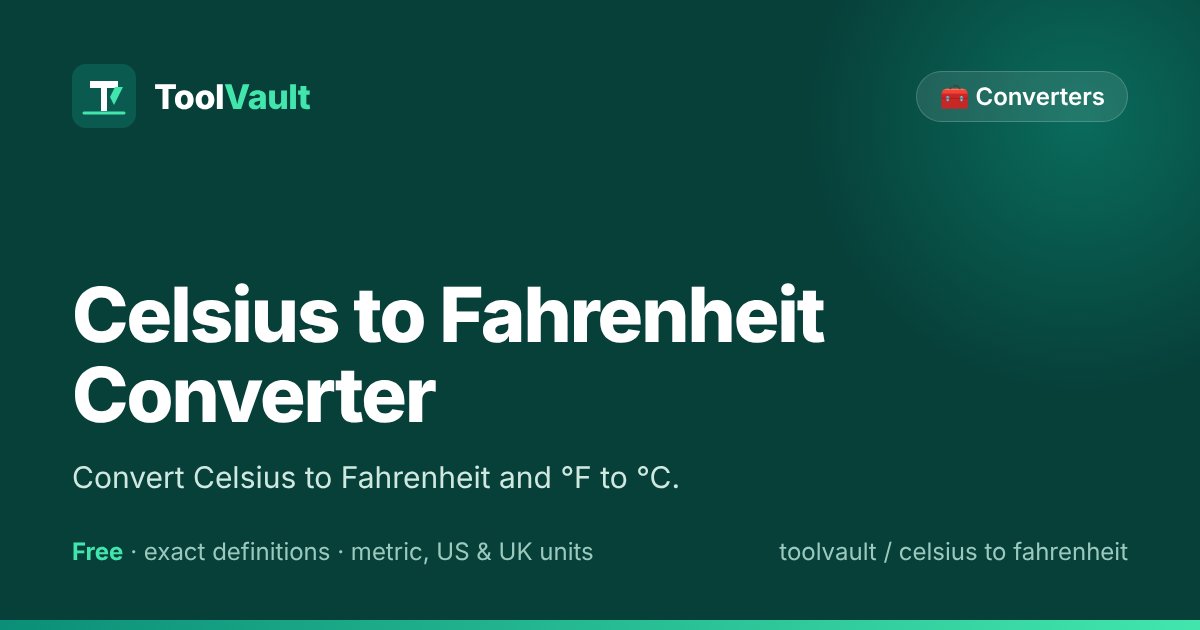 ToolVault
Converters
Celsius to Fahrenheit
Converter
Convert Celsius to Fahrenheit and °F to °C.
Free · exact definitions · metric, US & UK units
toolvault / celsius to fahrenheit